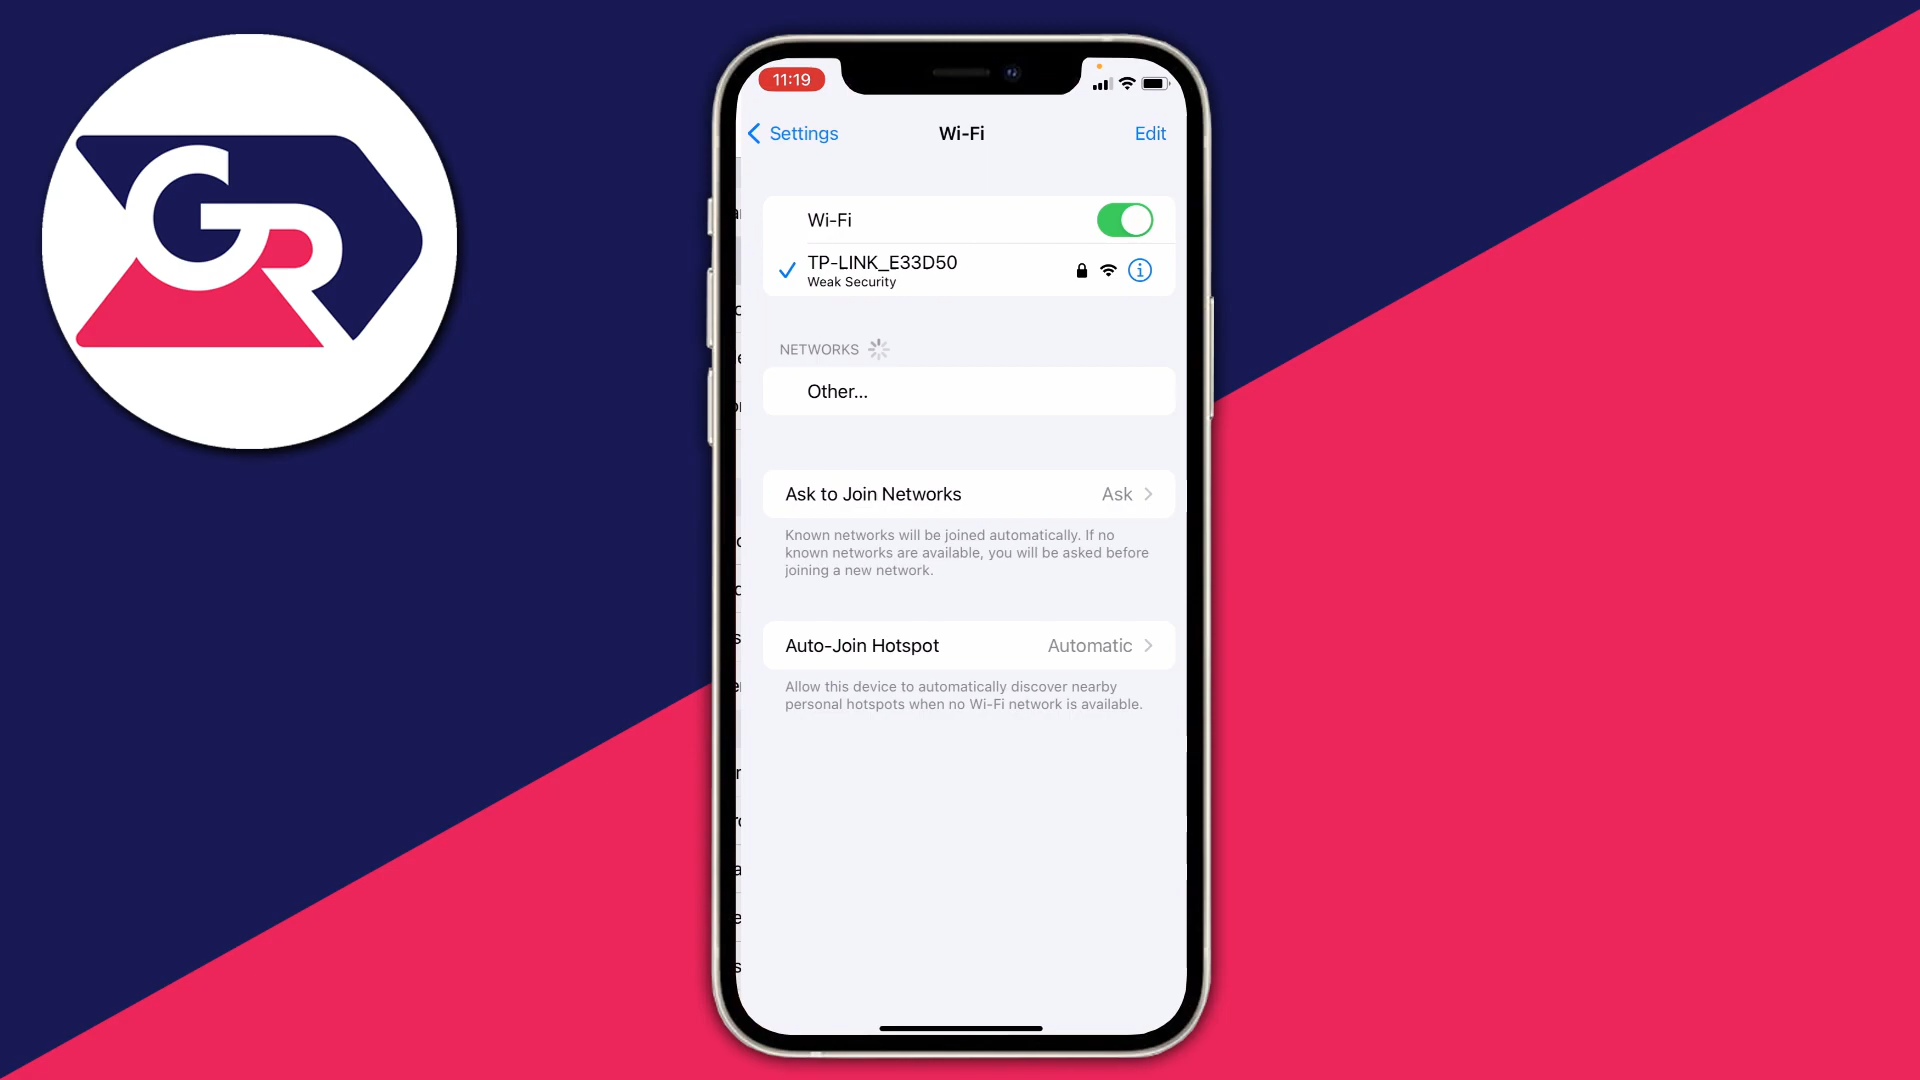 GR
11:19
Settings
Wi-Fi
Edit
Wi-Fi
TP-LINK_E33D50
Weak Security
NETWORKS
Other...
Ask to Join Networks Ask
Known networks will be joined automatically. If no
known networks are available, you will be asked before
joining a new network.
Auto-Join Hotspot Automatic
Allow this device to automatically discover nearby
personal hotspots when no Wi-Fi network is available.